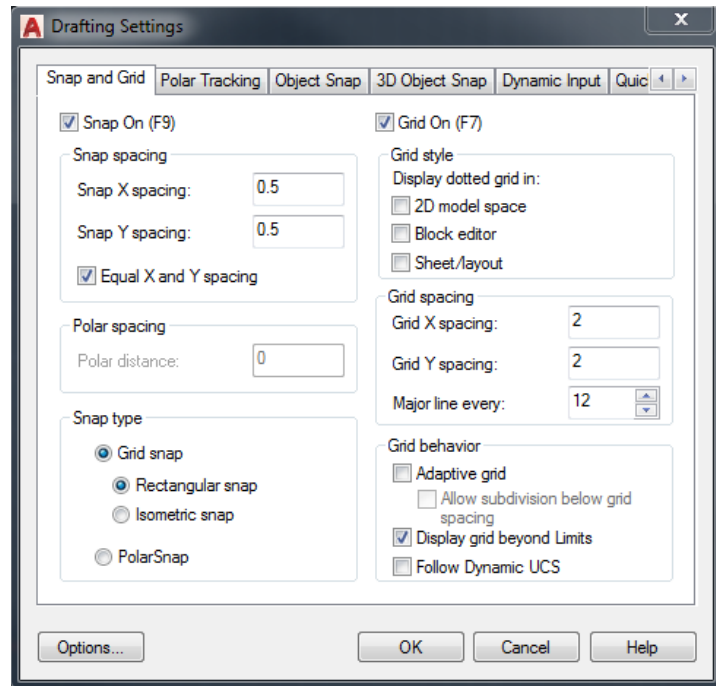 A Drafting Settings X
Snap and Grid Polar Tracking Object Snap 3D Object Snap Dynamic Input Quic
Snap On (F9)
Snap spacing
Snap X spacing: 0.5
Snap Y spacing: 0.5
Equal X and Y spacing
Polar spacing
Polar distance: 0
Snap type
Grid snap
Rectangular snap
Isometric snap
PolarSnap
Grid On (F7)
Grid style
Display dotted grid in:
2D model space
Block editor
Sheet/layout
Grid spacing
Grid X spacing: 2
Grid Y spacing: 2
Major line every: 12
Grid behavior
Adaptive grid
Allow subdivision below grid
spacing
Display grid beyond Limits
Follow Dynamic UCS
Options... OK Cancel Help